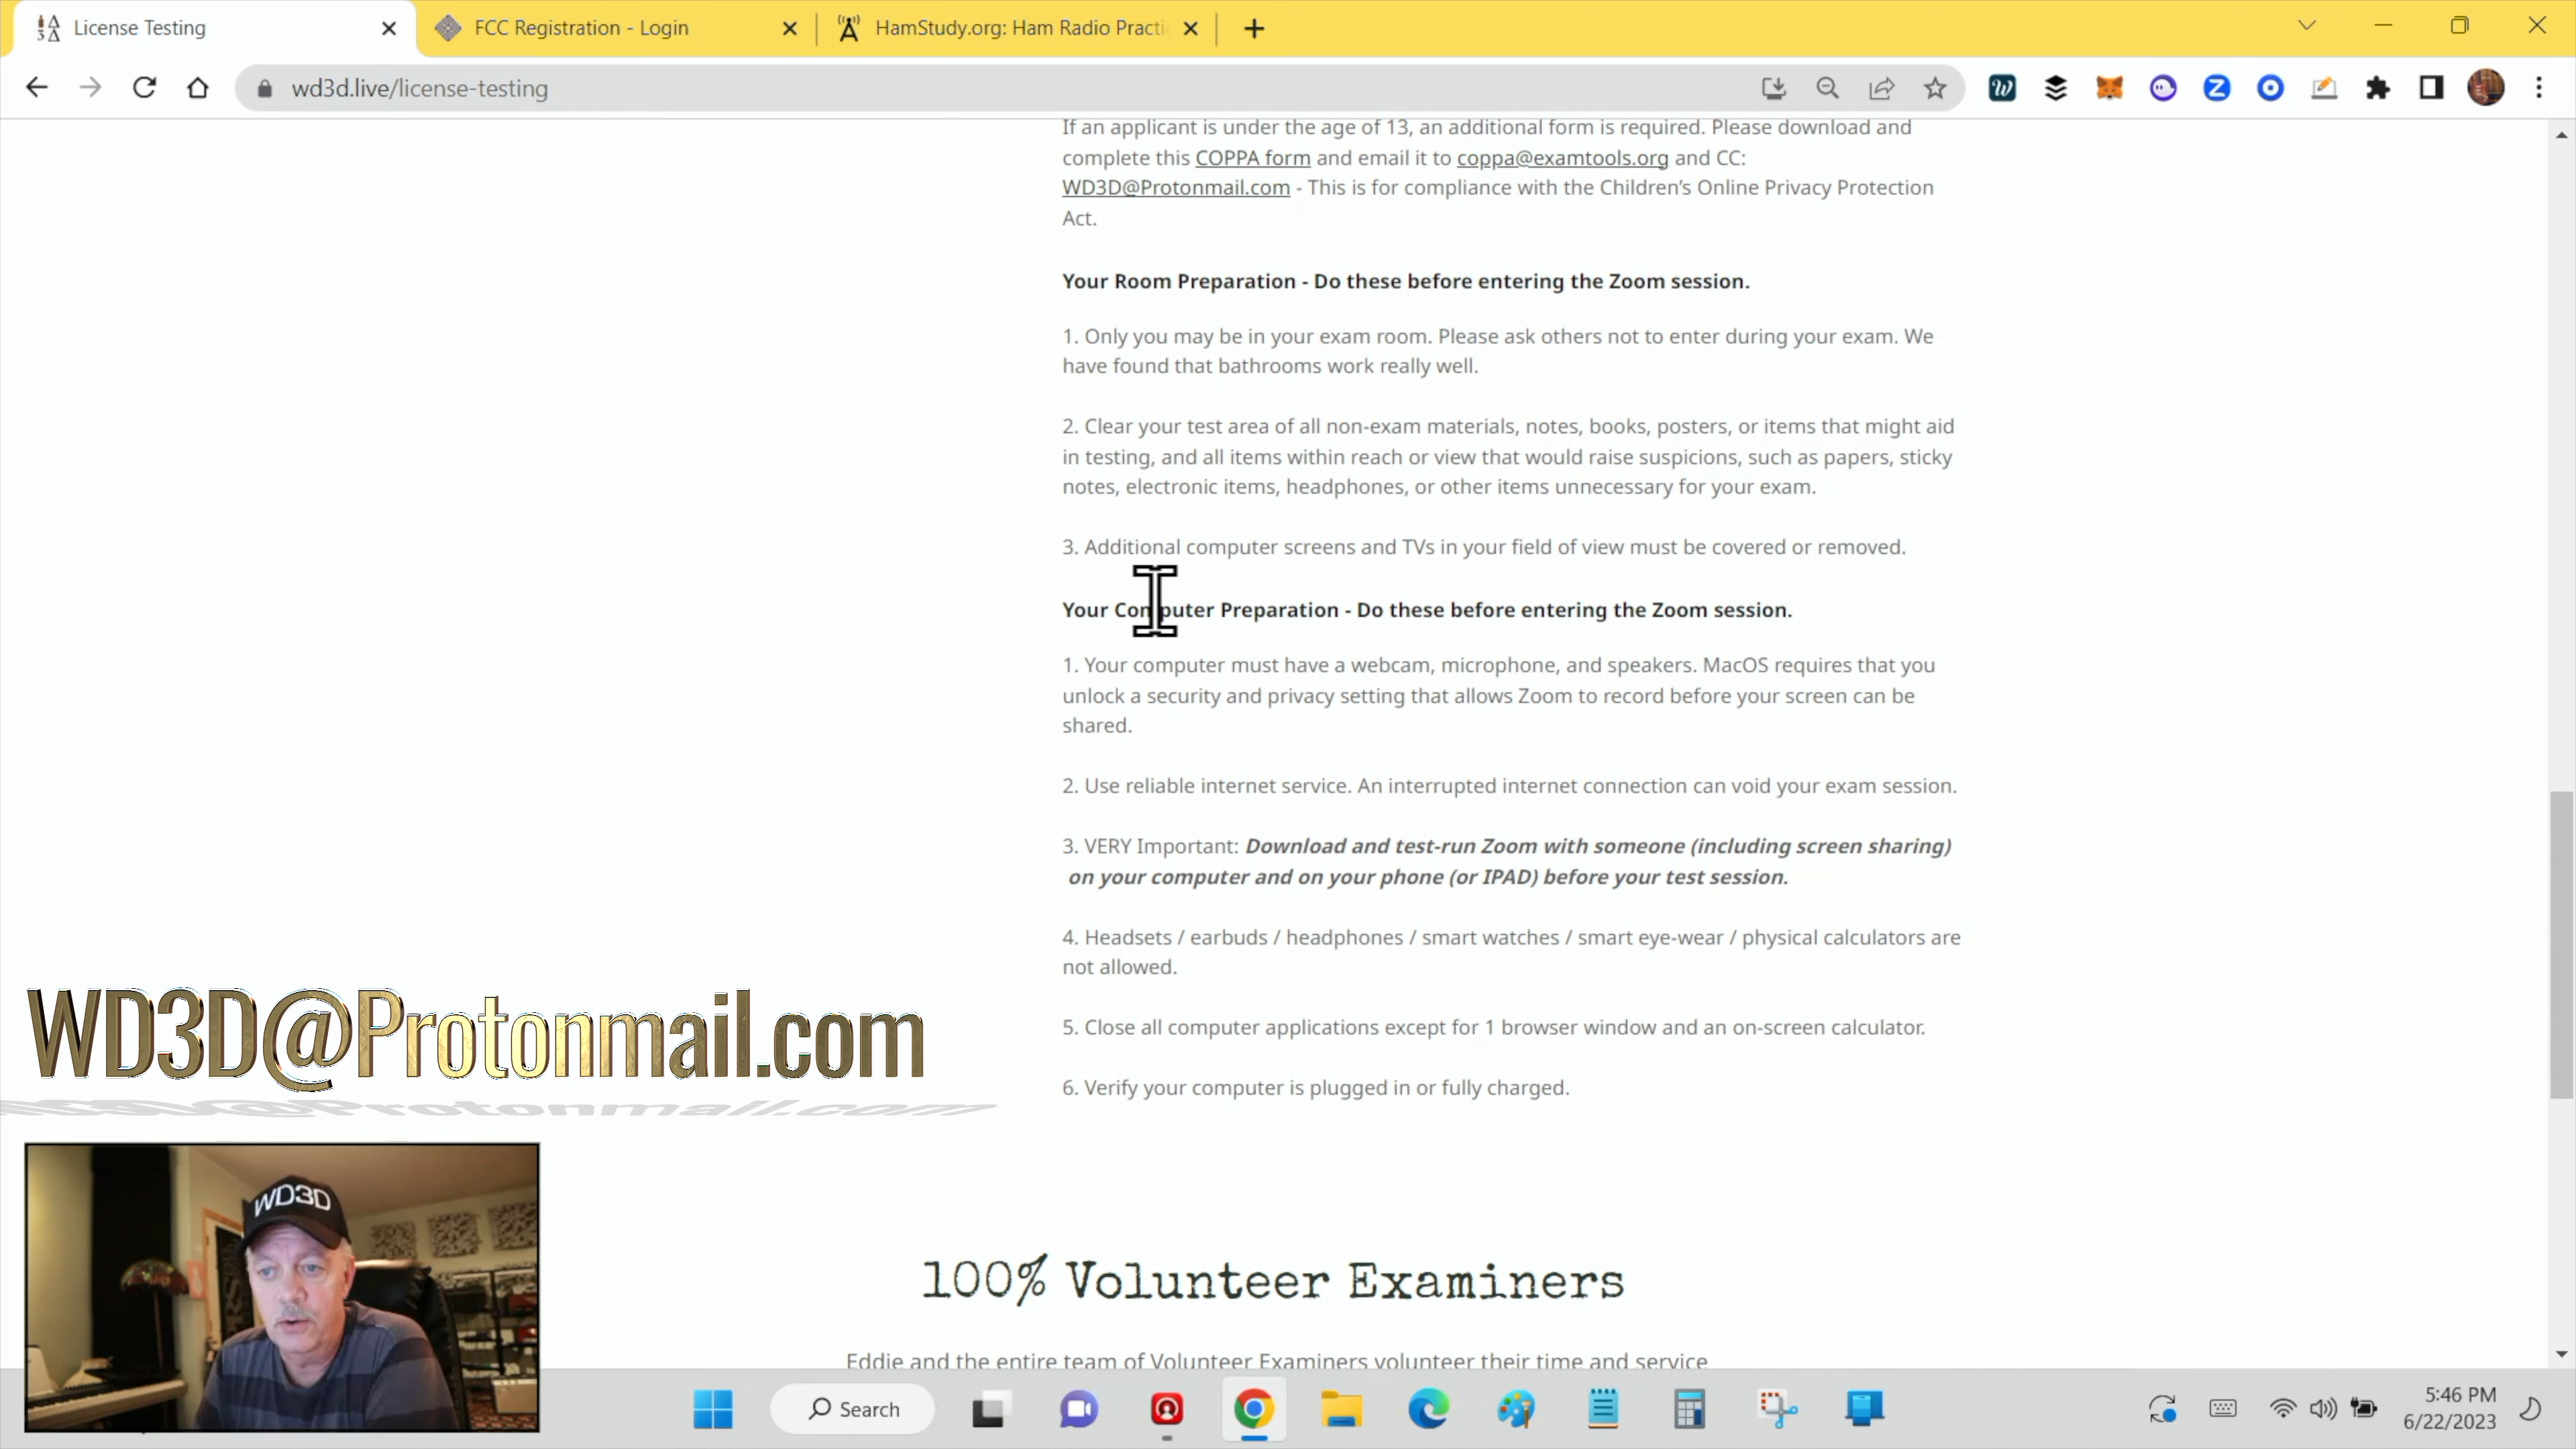 License Testing
FCC Registration - Login
HamStudy.org: Ham Radio Practi
wd3d.live/license-testing
If an applicant is under the age of 13, an additional form is required. Please download and
complete this COPPA form and email it to coppa@examtools.org and CC:
WD3D@Protonmail.com - This is for compliance with the Children's Online Privacy Protection
Act.
Your Room Preparation - Do these before entering the Zoom session.
1. Only you may be in your exam room. Please ask others not to enter during your exam. We
have found that bathrooms work really well.
2. Clear your test area of all non-exam materials, notes, books, posters, or items that might aid
in testing, and all items within reach or view that would raise suspicions, such as papers, sticky
notes, electronic items, headphones, or other items unnecessary for your exam.
3. Additional computer screens and TVs in your field of view must be covered or removed.
Your Computer Preparation - Do these before entering the Zoom session.
1. Your computer must have a webcam, microphone, and speakers. MacOS requires that you
unlock a security and privacy setting that allows Zoom to record before your screen can be
shared.
2. Use reliable internet service. An interrupted internet connection can void your exam session.
3. VERY Important: Download and test-run Zoom with someone (including screen sharing)
on your computer and on your phone (or IPAD) before your test session.
4. Headsets / earbuds / headphones / smart watches / smart eye-wear / physical calculators are
not allowed.
5. Close all computer applications except for 1 browser window and an on-screen calculator.
6. Verify your computer is plugged in or fully charged.
WD3D@Protonmail.com
WD3D
100% Volunteer Examiners
Eddie and the entire team of Volunteer Examiners volunteer their time and service
Search
5:46 PM
6/22/2023